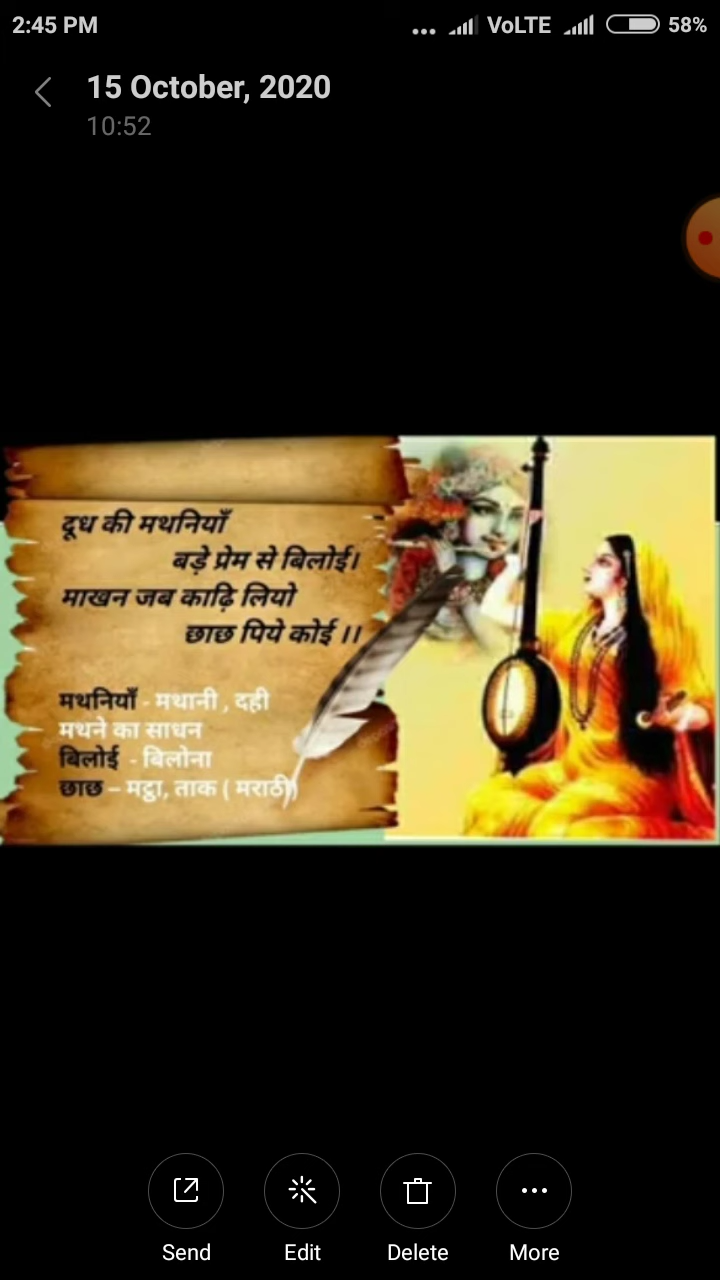 2:45 PM
... VoLTE 58%
15 October, 2020
10:52
दूध की मथनियाँ
बड़े प्रेम से बिलोई।
माखन जब काढ़ि लियो
छाछ पिये कोई ।।
मथनियाँ - मथानी , दही
मथने का साधन
बिलोई - बिलोना
छाछ – मट्ठा, ताक ( मराठी)
Send Edit Delete More